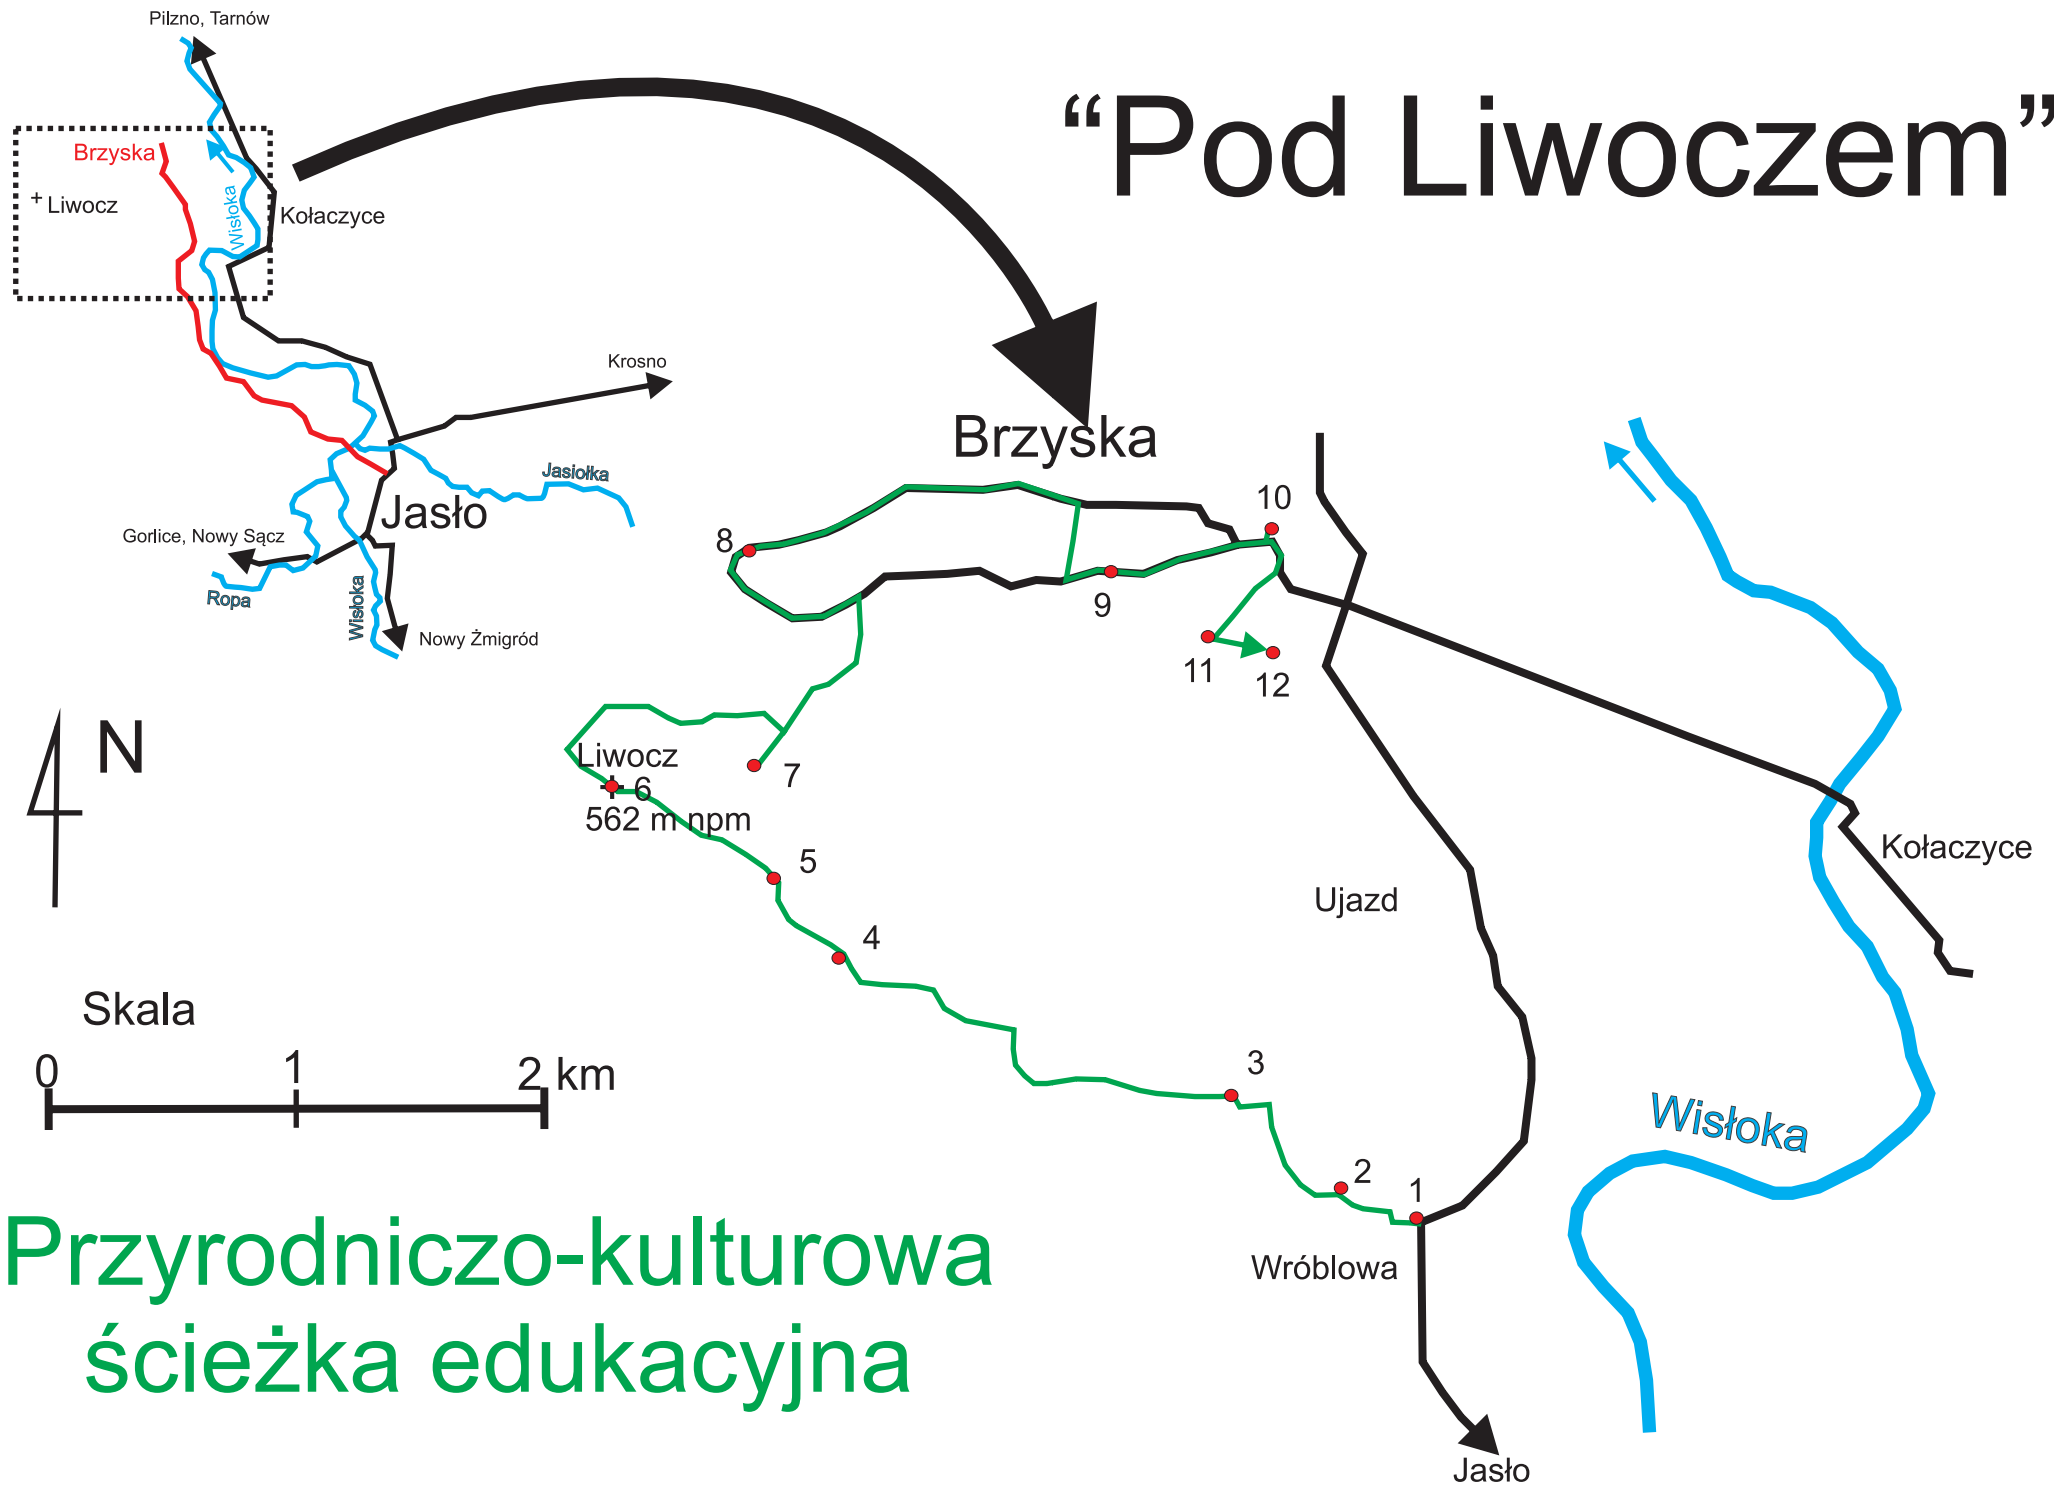 Pilzno, Tarnów
“Pod Liwoczem”
Brzyska
Liwocz
Wisłoka
Kołaczyce
Krosno
Brzyska
Jasiołka
Jasło
Gorlice, Nowy Sącz
Ropa
Wisłoka
Nowy Żmigród
10
8
9
11
12
N
Liwocz
6
7
562 m npm
5
4
Ujazd
Kołaczyce
Skala
0
1
2 km
3
Wisłoka
2
1
Wróblowa
Przyrodniczo-kulturowa
ścieżka edukacyjna
Jasło